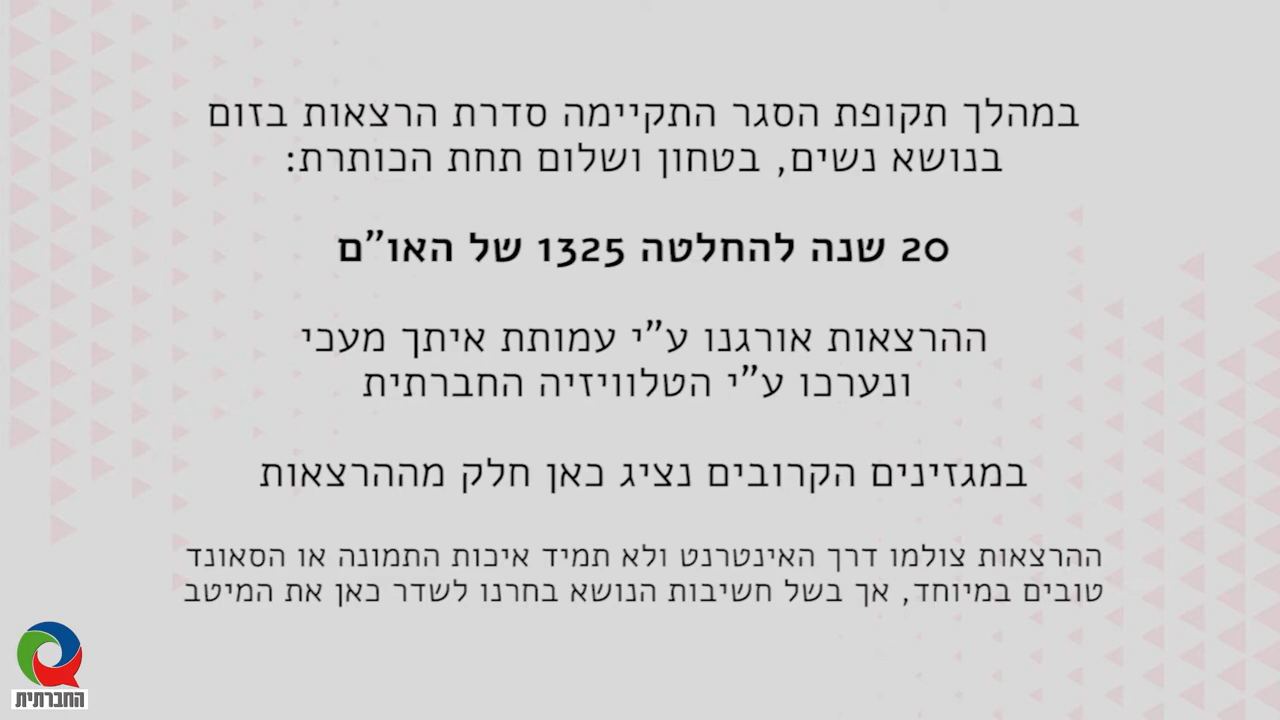 במהלך תקופת הסגר התקיימה סדרת הרצאות בזום
בנושא נשים, בטחון ושלום תחת הכותרת:
20 שנה להחלטה 1325 של האו"ם
ההרצאות אורגנו ע"י עמותת איתך מעכי
ונערכו ע"י הטלוויזיה החברתית
במגזינים הקרובים נציג כאן חלק מההרצאות
ההרצאות צולמו דרך האינטרנט ולא תמיד איכות התמונה או הסאונד
טובים במיוחד, אך בשל חשיבות הנושא בחרנו לשדר כאן את המיטב
החברתית